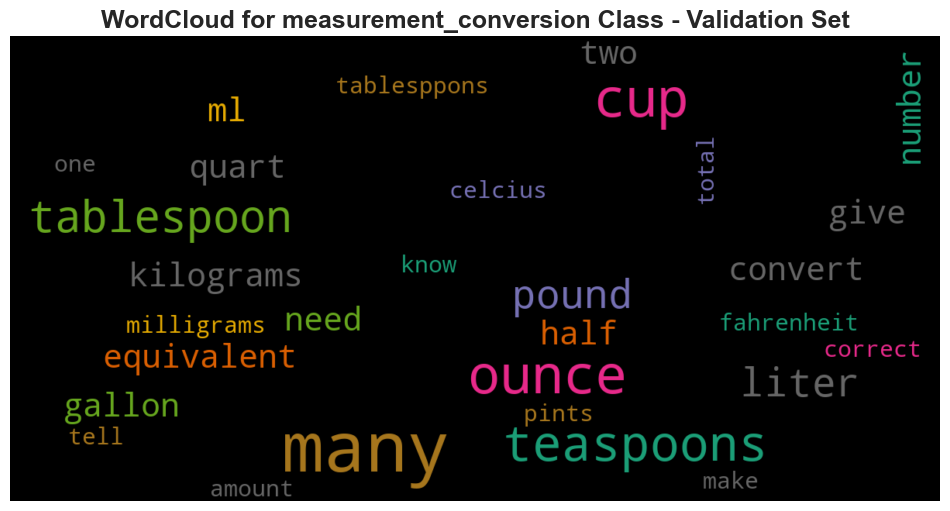 WordCloud for measurement_conversion Class - Validation Set
two
cup
number
tablesppons
ml
one
quart
total
celcius
tablespoon
give
know
convert
kilograms
pound
milligrams
need
half
fahrenheit
equivalent
correct
ounce
liter
gallon
pints
tell
many
teaspoons
amount
make